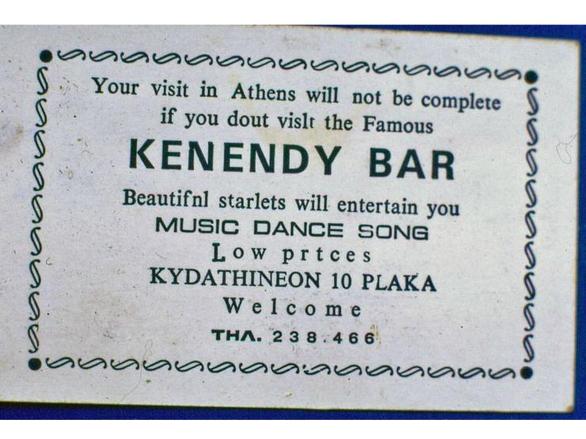 Your visit in Athens will not be complete
if you dout vislt the Famous
KENENDY BAR
Beautifnl starlets will entertain you
MUSIC DANCE SONG
Low prtces
KYDATHINEON 10 PLAKA
Welcome
ΤΗΛ. 238.466